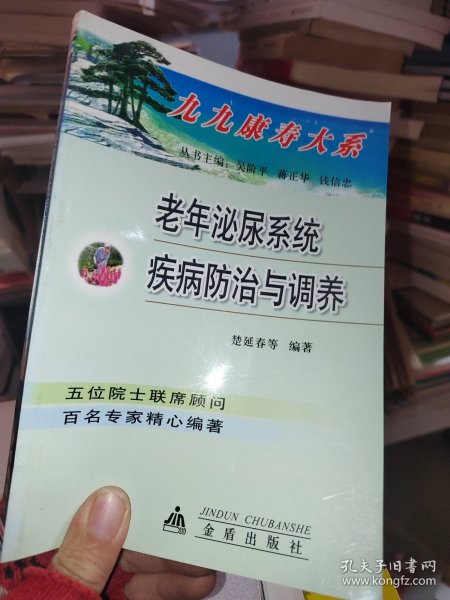 九九康寿大系
丛书主编：吴阶平 蒋正华 钱信忠
老年泌尿系统
疾病防治与调养
楚延春等 编著
五位院士联席顾问
百名专家精心编著
JINDUN CHUBANSHE
金盾出版社
孔夫子旧书网
www.kongfz.com